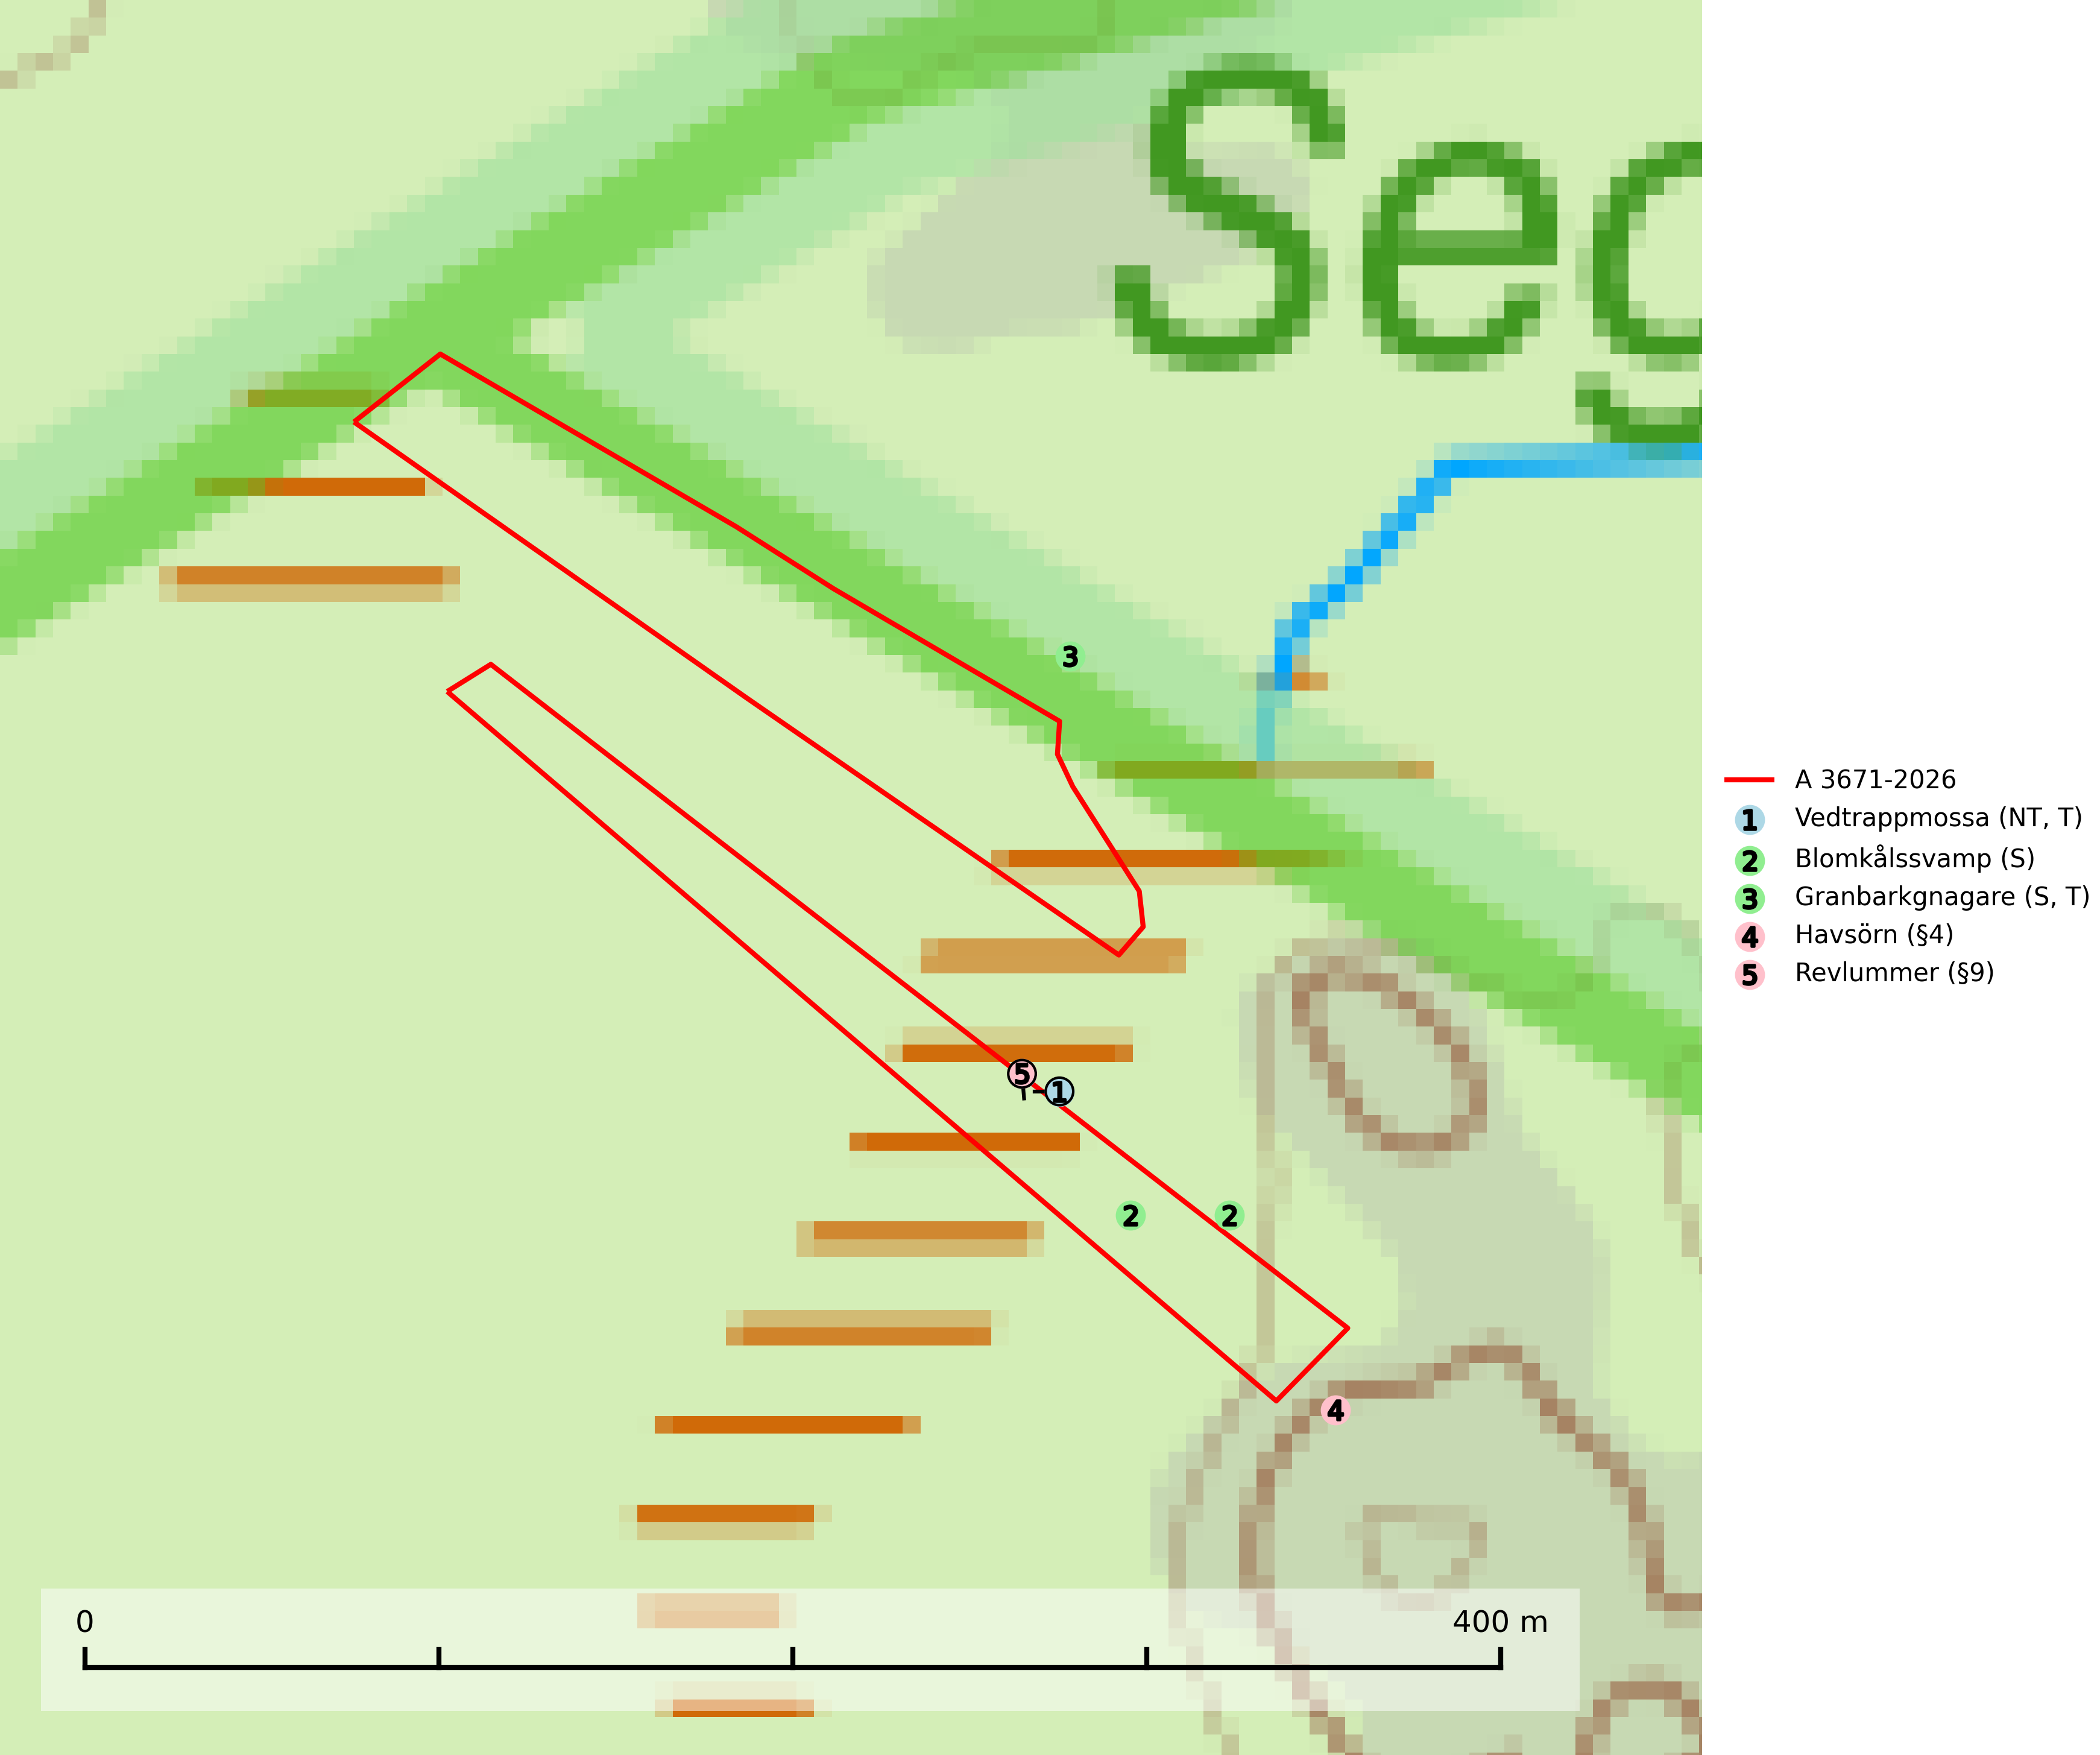 Seg
3
5 1
2 2
4
0 400 m
A 3671-2026
1 Vedtrappmossa (NT, T)
2 Blomkålssvamp (S)
3 Granbarkgnagare (S, T)
4 Havsörn (§4)
5 Revlummer (§9)